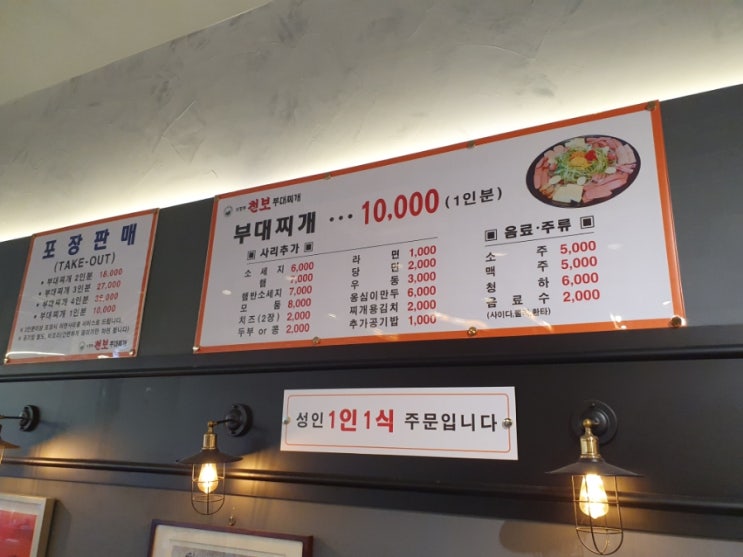 포장판매
(TAKE-OUT)
• 부대찌개 2인분 18,000
• 부대찌개 3인분 27,000
• 부대찌개 4인분
• 부대찌개 1인분 10,000
천보 부대찌개
부대찌개 ... 10,000 (1인분)
▣ 사리추가 ▣
소세지 6,000
햄 7,000
햄반소세지 7,000
모듬 8,000
치즈(2장) 2,000
두부 or 콩 2,000
라면 1,000
당면 2,000
우동 3,000
옹심이만두 6,000
찌개용김치 2,000
추가공기밥 1,000
▣ 음료·주류 ▣
소주 5,000
맥주 5,000
청하 6,000
음료수 2,000
성인 1인 1식 주문입니다